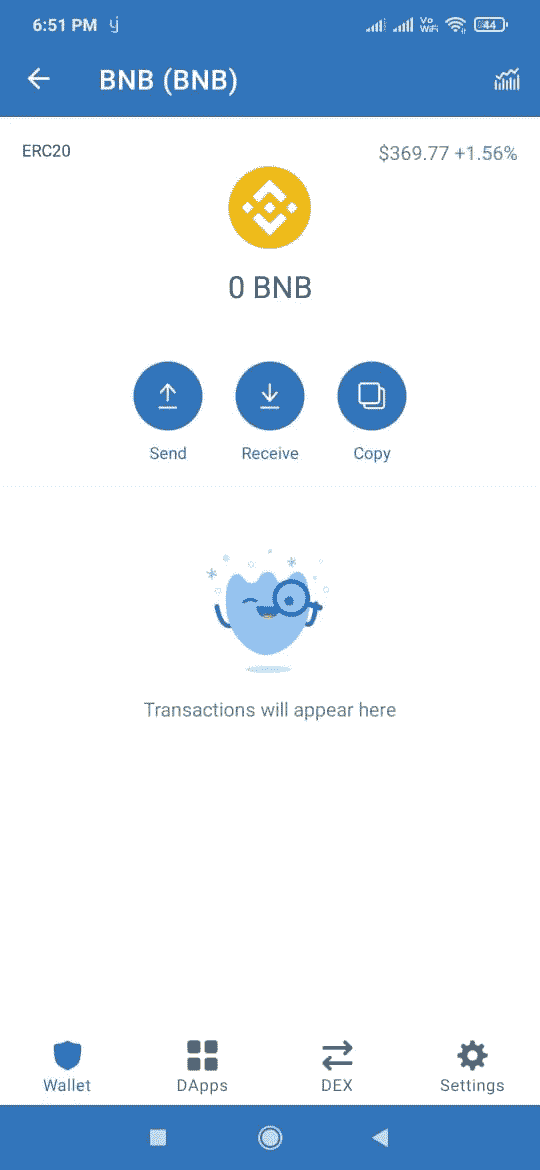 6:51 PM
Vo
WiFi
44
BNB (BNB)
ERC20
$369.77 +1.56%
0 BNB
Send
Receive
Copy
Transactions will appear here
Wallet
DApps
DEX
Settings